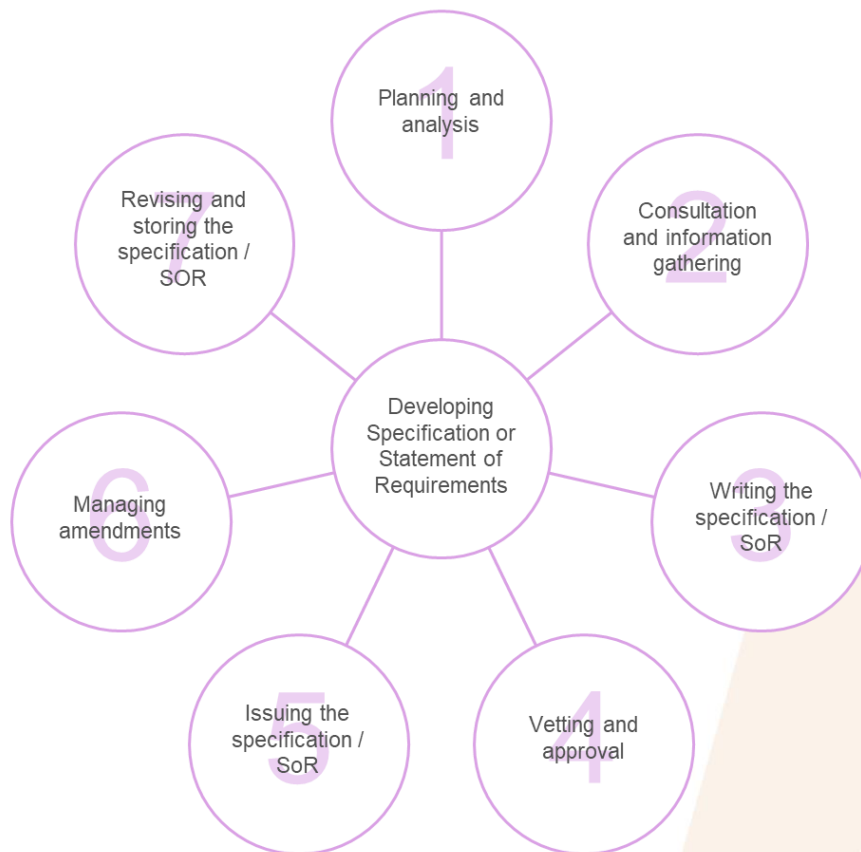 1
Planning and
analysis
2
Consultation
and information
gathering
3
Writing the
specification /
SoR
4
Vetting and
approval
5
Issuing the
specification /
SoR
6
Managing
amendments
7
Revising and
storing the
specification /
SOR
Developing
Specification or
Statement of
Requirements